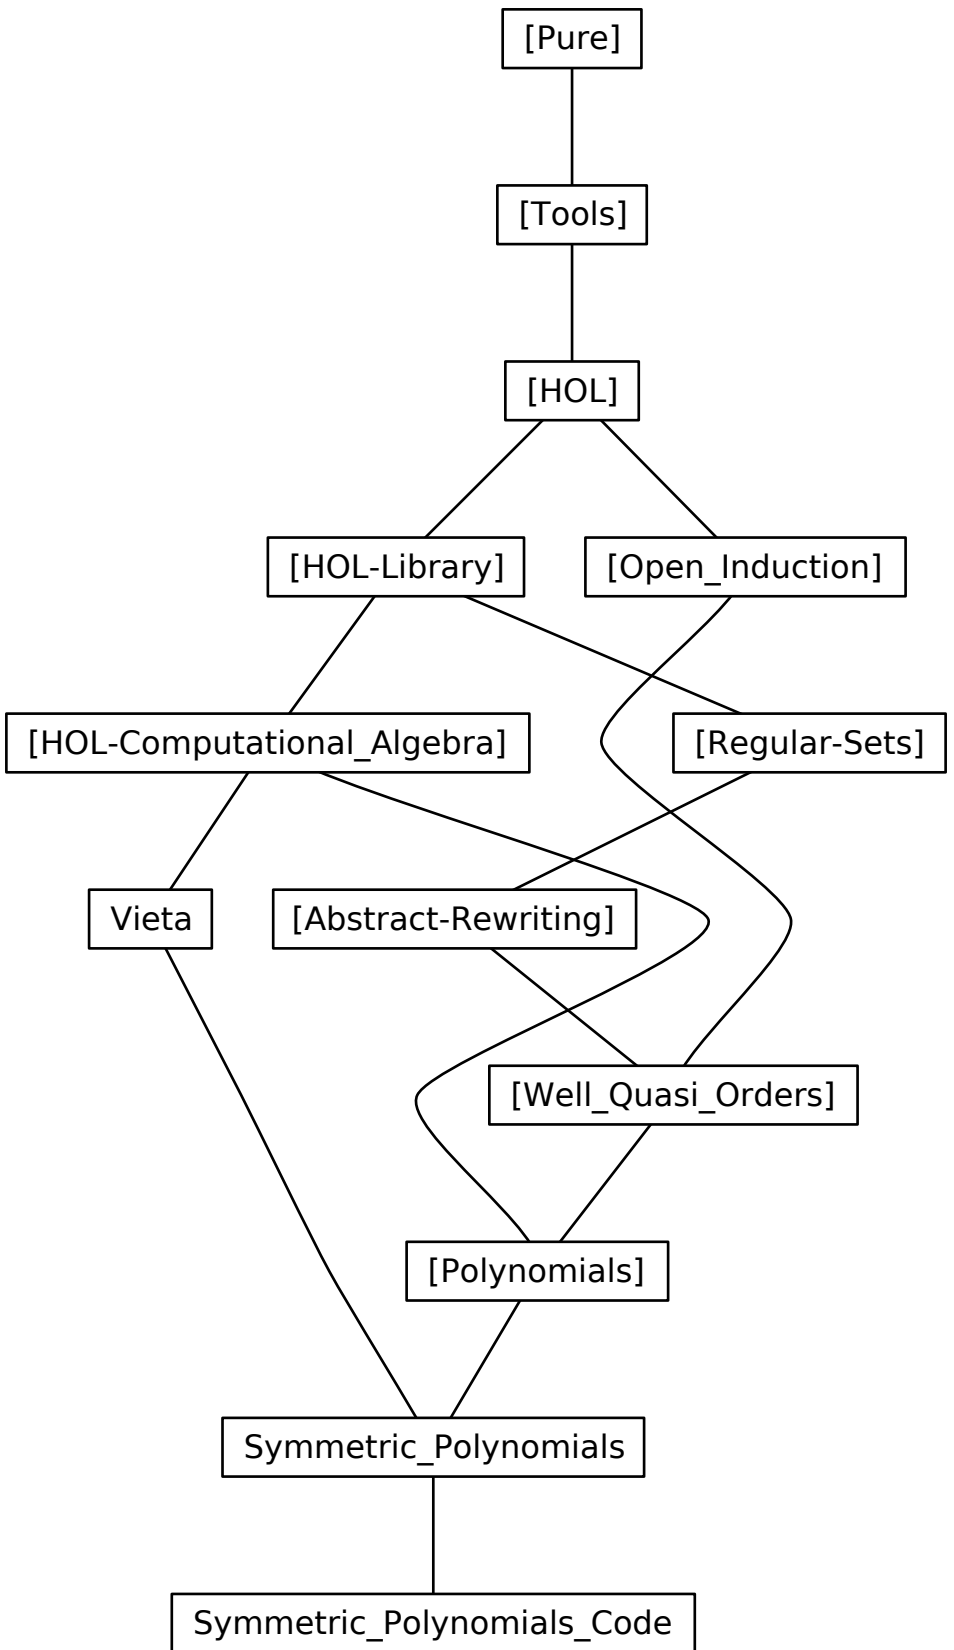 [Pure]
[Tools]
[HOL]
[HOL-Library]
[Open_Induction]
[HOL-Computational_Algebra]
[Regular-Sets]
Vieta
[Abstract-Rewriting]
[Well_Quasi_Orders]
[Polynomials]
Symmetric_Polynomials
Symmetric_Polynomials_Code